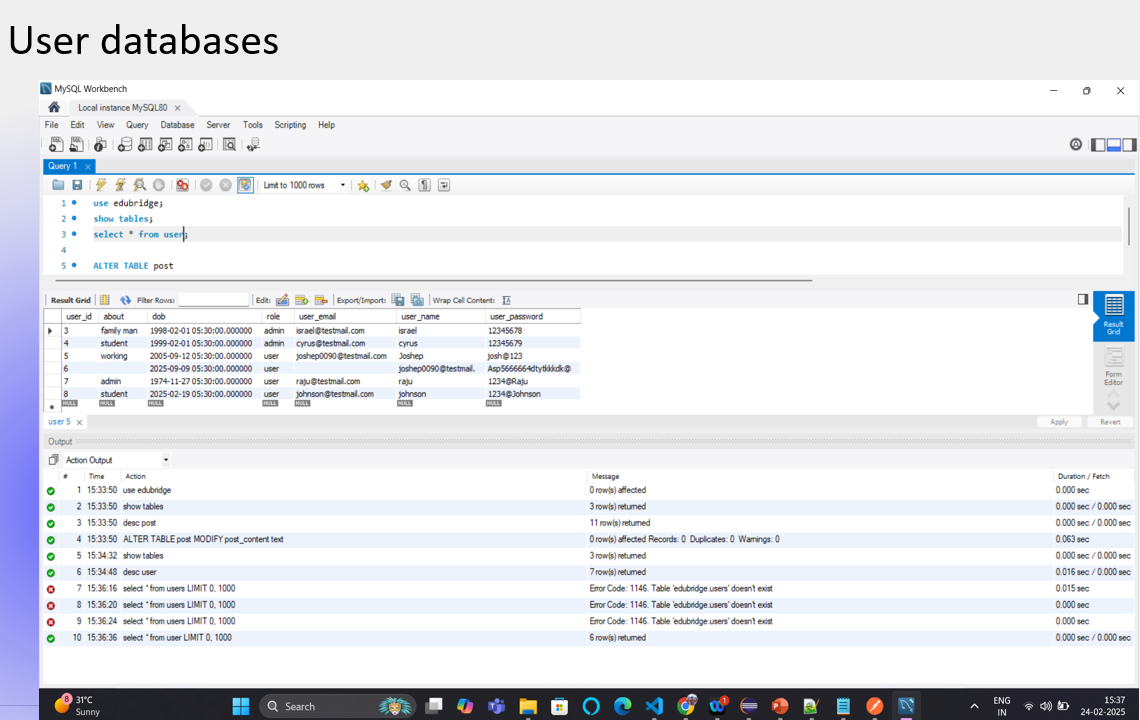 User databases
MySQL Workbench
Local instance MySQL80
File Edit View Query Database Server Tools Scripting Help
Query 1
Limit to 1000 rows
1 use edubridge;
2 show tables;
3 select * from user;
4
5 ALTER TABLE post
Result Grid Filter Rows: Edit: Export/Import: Wrap Cell Content:
user_id about dob role user_email user_name user_password
3 family man 1998-02-01 05:30:00.000000 admin israel@testmail.com israel 12345678
4 student 1999-02-01 05:30:00.000000 admin cyrus@testmail.com cyrus 12345679
5 working 2005-09-12 05:30:00.000000 user joshep0090@testmail.com Joshep josh@123
6 2025-09-09 05:30:00.000000 user joshep0090@testmail. Asp5666664dtytkkkdk@
7 admin 1974-11-27 05:30:00.000000 user raju@testmail.com raju 1234@Raju
8 student 2025-02-19 05:30:00.000000 user johnson@testmail.com johnson 1234@Johnson
NULL NULL NULL NULL NULL NULL NULL
Result Grid
Form Editor
user 5
Apply Revert
Output
Action Output
# Time Action Message Duration / Fetch
1 15:33:50 use edubridge 0 row(s) affected 0.000 sec
2 15:33:50 show tables 3 row(s) returned 0.000 sec / 0.000 sec
3 15:33:50 desc post 11 row(s) returned 0.000 sec / 0.000 sec
4 15:33:50 ALTER TABLE post MODIFY post_content text 0 row(s) affected Records: 0 Duplicates: 0 Warnings: 0 0.063 sec
5 15:34:32 show tables 3 row(s) returned 0.000 sec / 0.000 sec
6 15:34:48 desc user 7 row(s) returned 0.016 sec / 0.000 sec
7 15:36:16 select * from users LIMIT 0, 1000 Error Code: 1146. Table 'edubridge.users' doesn't exist 0.015 sec
8 15:36:20 select * from users LIMIT 0, 1000 Error Code: 1146. Table 'edubridge.users' doesn't exist 0.000 sec
9 15:36:24 select * from users LIMIT 0, 1000 Error Code: 1146. Table 'edubridge.users' doesn't exist 0.000 sec
10 15:36:36 select * from user LIMIT 0, 1000 6 row(s) returned 0.000 sec / 0.000 sec
8 31°C
Sunny
Search
1
ENG
IN
15:37
24-02-2025